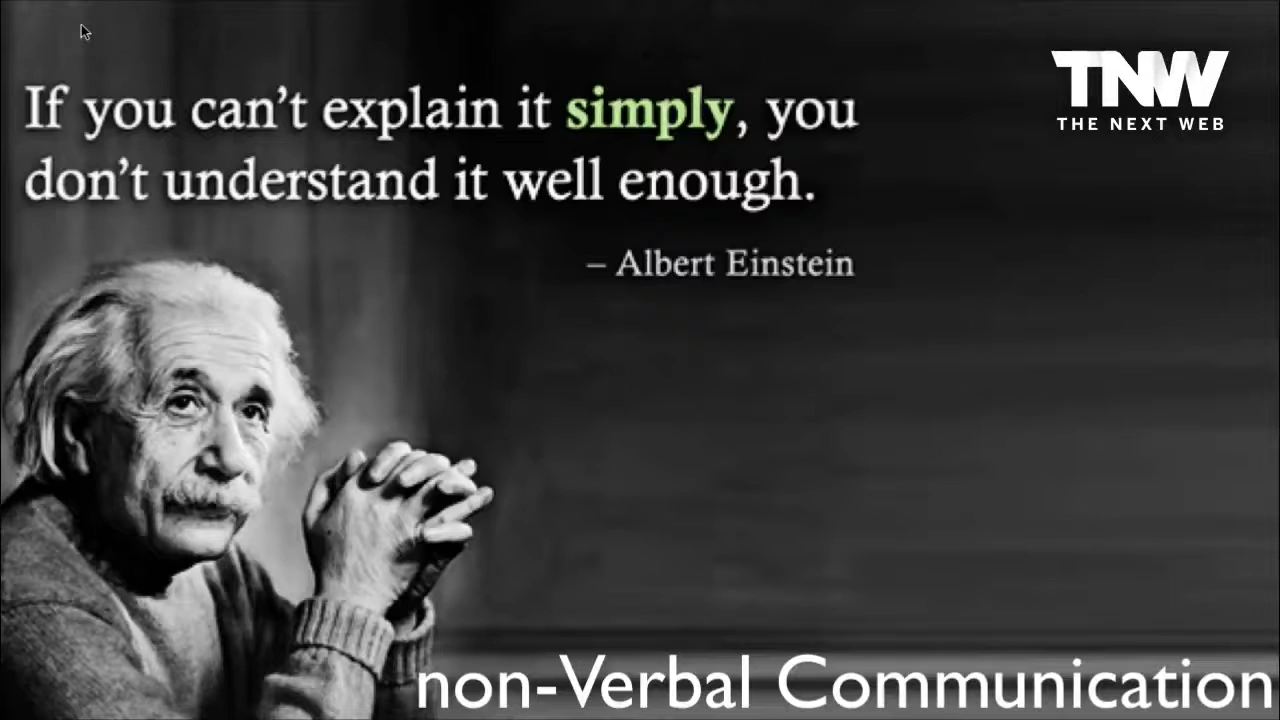 If you can't explain it simply, you
don't understand it well enough.
– Albert Einstein
TNW
THE NEXT WEB
non-Verbal Communication